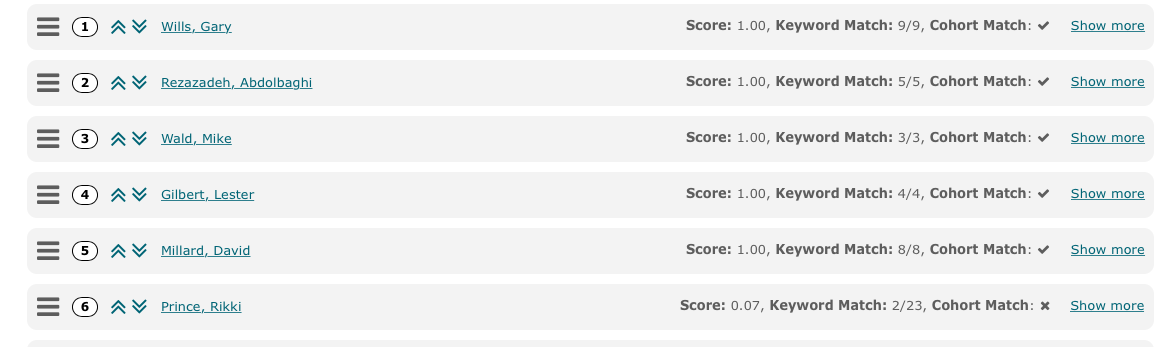 1 Wills, Gary Score: 1.00, Keyword Match: 9/9, Cohort Match: ✔ Show more
2 Rezazadeh, Abdolbaghi Score: 1.00, Keyword Match: 5/5, Cohort Match: ✔ Show more
3 Wald, Mike Score: 1.00, Keyword Match: 3/3, Cohort Match: ✔ Show more
4 Gilbert, Lester Score: 1.00, Keyword Match: 4/4, Cohort Match: ✔ Show more
5 Millard, David Score: 1.00, Keyword Match: 8/8, Cohort Match: ✔ Show more
6 Prince, Rikki Score: 0.07, Keyword Match: 2/23, Cohort Match: ✖ Show more